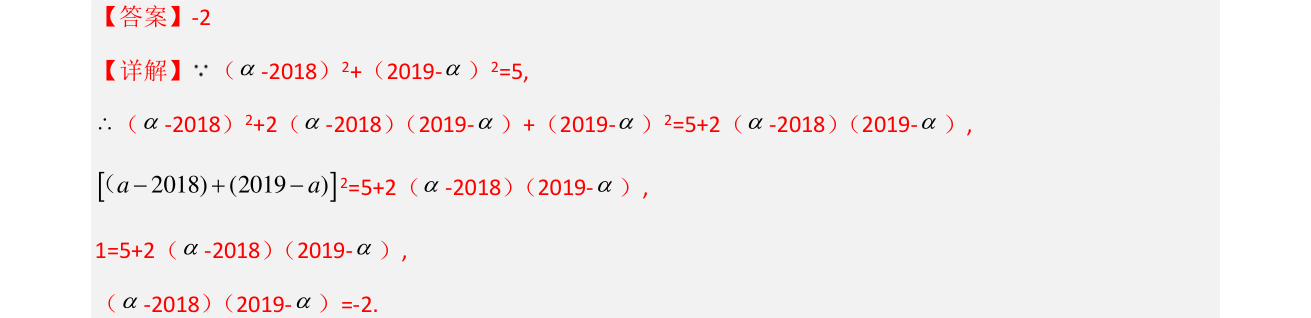 【答案】-2
【详解】∵（α-2018）²+（2019-α）²=5,
∴（α-2018）²+2（α-2018）（2019-α）+（2019-α）²=5+2（α-2018）（2019-α）,
[(a−2018)+(2019−a)]²=5+2（α-2018）（2019-α）,
1=5+2（α-2018）（2019-α）,
（α-2018）（2019-α）=-2.